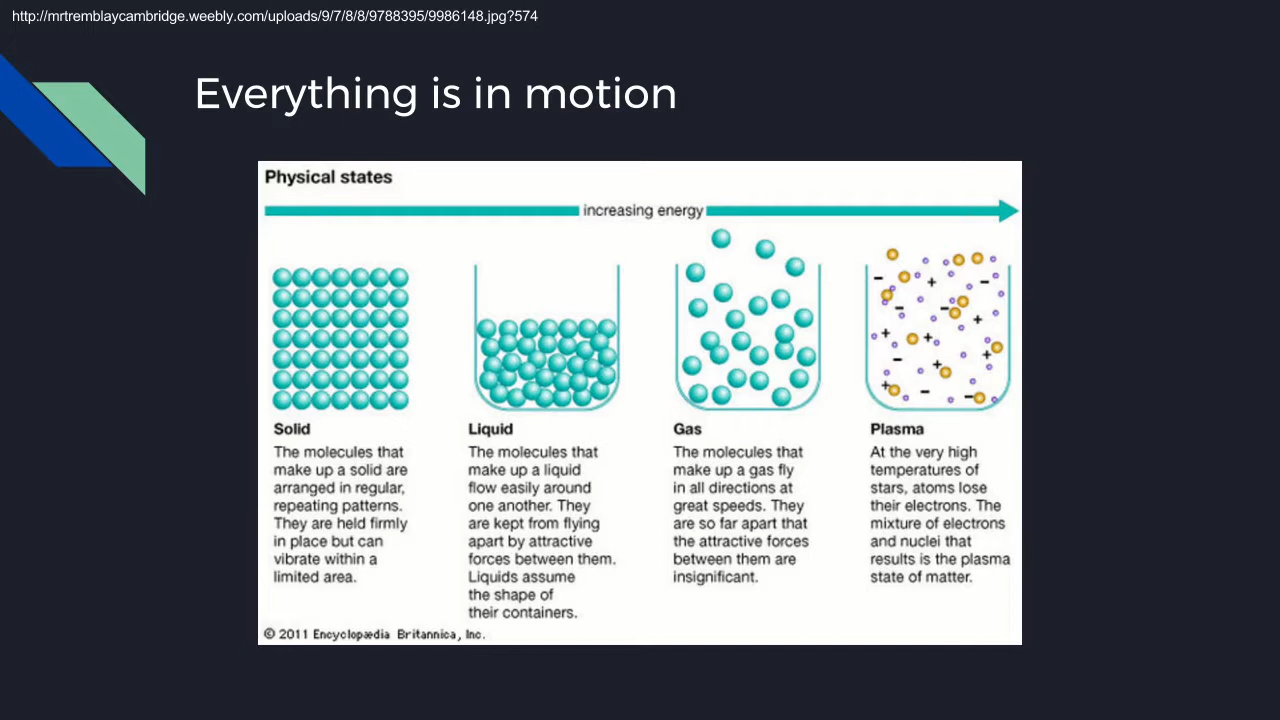 http://mrtremblaycambridge.weebly.com/uploads/9/7/8/8/9788395/9986148.jpg?574
Everything is in motion
Physical states
increasing energy
Solid
The molecules that
make up a solid are
arranged in regular,
repeating patterns.
They are held firmly
in place but can
vibrate within a
limited area.
Liquid
The molecules that
make up a liquid
flow easily around
one another. They
are kept from flying
apart by attractive
forces between them.
Liquids assume
the shape of
their containers.
Gas
The molecules that
make up a gas fly
in all directions at
great speeds. They
are so far apart that
the attractive forces
between them are
insignificant.
Plasma
At the very high
temperatures of
stars, atoms lose
their electrons. The
mixture of electrons
and nuclei that
results is the plasma
state of matter.
© 2011 Encyclopædia Britannica, Inc.